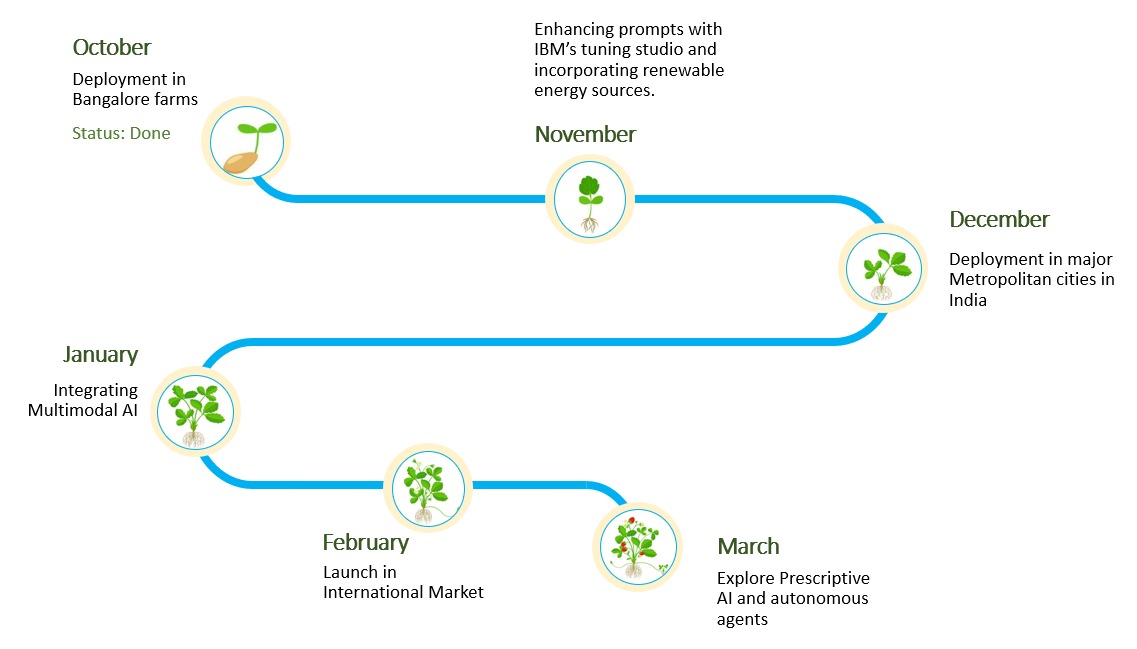 October
Deployment in
Bangalore farms
Status: Done
Enhancing prompts with
IBM’s tuning studio and
incorporating renewable
energy sources.
November
December
Deployment in major
Metropolitan cities in
India
January
Integrating
Multimodal AI
February
Launch in
International Market
March
Explore Prescriptive
AI and autonomous
agents